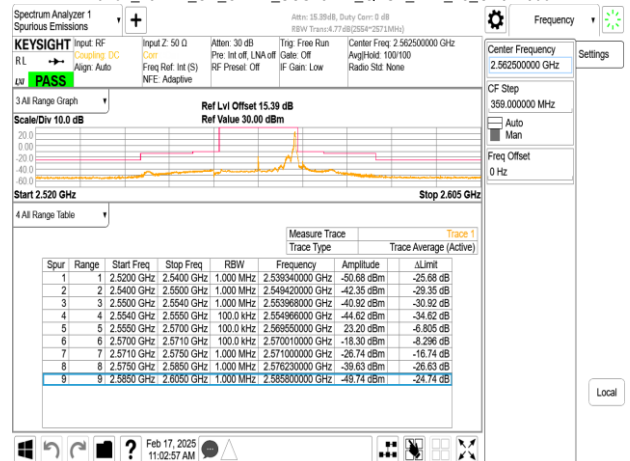 Spectrum Analyzer 1
Spurious Emissions
Attn: 15.39dB, Duty Corr: 0 dB
RBW Trans:4.77dB(2554~2571MHz)
Frequency
KEYSIGHT
Input: RF
Input Z: 50 Ω
Atten: 30 dB
Trig: Free Run
Center Freq: 2.562500000 GHz
RL
Coupling: DC
Corr
Pre: Int off, LNA off
Gate: Off
Avg|Hold: 100/100
Align: Auto
Freq Ref: Int (S)
RF Preset: Off
IF Gain: Low
Radio Std: None
PASS
NFE: Adaptive
Center Frequency
2.562500000 GHz
Settings
CF Step
359.000000 MHz
Auto
Man
Freq Offset
0 Hz
3 All Range Graph
Ref Lvl Offset 15.39 dB
Scale/Div 10.0 dB
Ref Value 30.00 dBm
20.0
0.00
-20.0
-40.0
-60.0
Start 2.520 GHz
Stop 2.605 GHz
4 All Range Table
Measure Trace Trace 1
Trace Type Trace Average (Active)
Spur Range Start Freq Stop Freq RBW Frequency Amplitude ΔLimit
1 1 2.5200 GHz 2.5400 GHz 1.000 MHz 2.539340000 GHz -50.68 dBm -25.68 dB
2 2 2.5400 GHz 2.5500 GHz 1.000 MHz 2.549420000 GHz -42.35 dBm -29.35 dB
3 3 2.5500 GHz 2.5540 GHz 1.000 MHz 2.553968000 GHz -40.92 dBm -30.92 dB
4 4 2.5540 GHz 2.5550 GHz 100.0 kHz 2.554966000 GHz -44.62 dBm -34.62 dB
5 5 2.5550 GHz 2.5700 GHz 100.0 kHz 2.569550000 GHz 23.20 dBm -6.805 dB
6 6 2.5700 GHz 2.5710 GHz 100.0 kHz 2.570010000 GHz -18.30 dBm -8.296 dB
7 7 2.5710 GHz 2.5750 GHz 1.000 MHz 2.571000000 GHz -26.74 dBm -16.74 dB
8 8 2.5750 GHz 2.5850 GHz 1.000 MHz 2.576230000 GHz -39.63 dBm -26.63 dB
9 9 2.5850 GHz 2.6050 GHz 1.000 MHz 2.585800000 GHz -49.74 dBm -24.74 dB
Local
?
Feb 17, 2025
11:02:57 AM